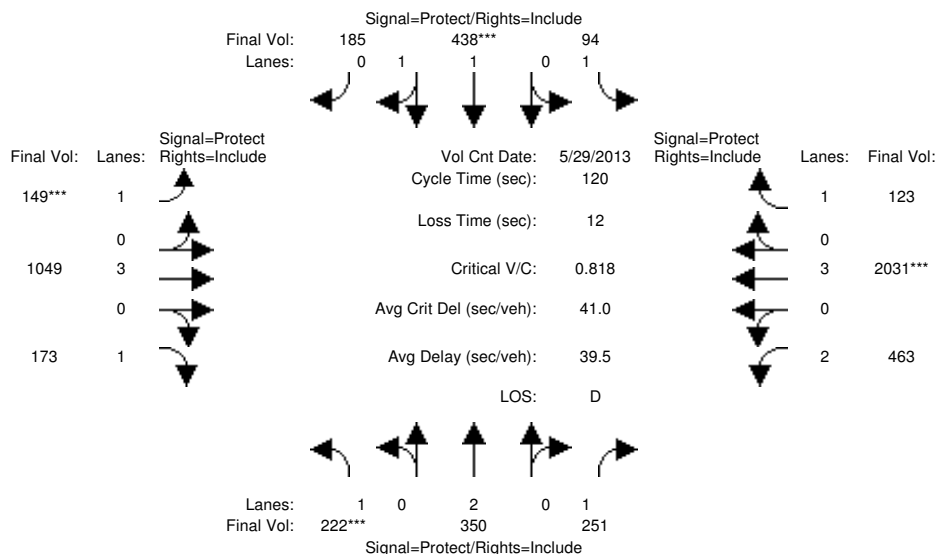 Signal=Protect/Rights=Include
Final Vol: 185 438*** 94
Lanes: 0 1 1 0 1
Signal=Protect Signal=Protect
Final Vol: Lanes: Rights=Include Vol Cnt Date: 5/29/2013 Rights=Include Lanes: Final Vol:
Cycle Time (sec): 120
149*** 1 1 123
Loss Time (sec): 12
0 0
1049 3 Critical V/C: 0.818 3 2031***
0 Avg Crit Del (sec/veh): 41.0 0
173 1 Avg Delay (sec/veh): 39.5 2 463
LOS: D
Lanes: 1 0 2 0 1
Final Vol: 222*** 350 251
Signal=Protect/Rights=Include